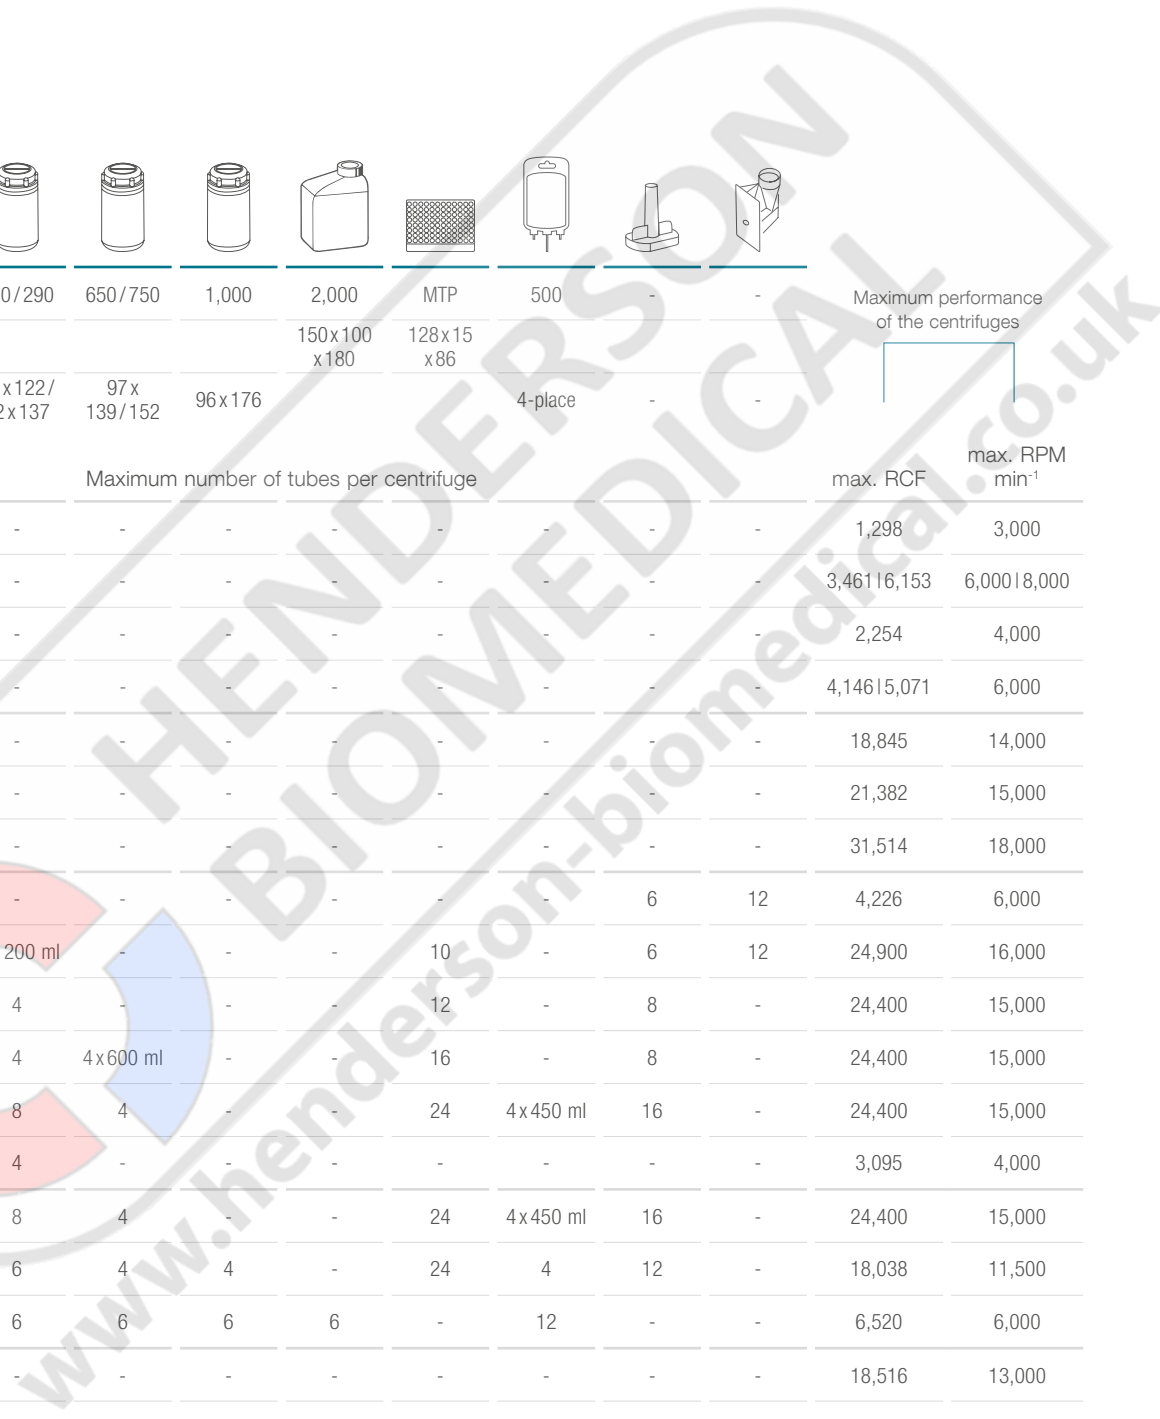 0/290 650/750 1,000 2,000 MTP 500 - -
Maximum performance
of the centrifuges
150x100
x180
128x15
x86
x122/
2x137
97x
139/152
96x176
4-place - -
Maximum number of tubes per centrifuge
max. RCF
max. RPM
min-1
- - - - - - - - 1,298 3,000
- - - - - - - - 3,461|6,153 6,000|8,000
- - - - - - - - 2,254 4,000
- - - - - - - - 4,146|5,071 6,000
- - - - - - - - 18,845 14,000
- - - - - - - - 21,382 15,000
- - - - - - - - 31,514 18,000
- - - - - - 6 12 4,226 6,000
200 ml - - - 10 - 6 12 24,900 16,000
4 - - - 12 - 8 - 24,400 15,000
4 4x600 ml - - 16 - 8 - 24,400 15,000
8 4 - - 24 4x450 ml 16 - 24,400 15,000
4 - - - - - - - 3,095 4,000
8 4 - - 24 4x450 ml 16 - 24,400 15,000
6 4 4 - 24 4 12 - 18,038 11,500
6 6 6 6 - 12 - - 6,520 6,000
- - - - - - - - 18,516 13,000
HENDERSON
BIOMEDICAL
www.henderson-biomedical.co.uk